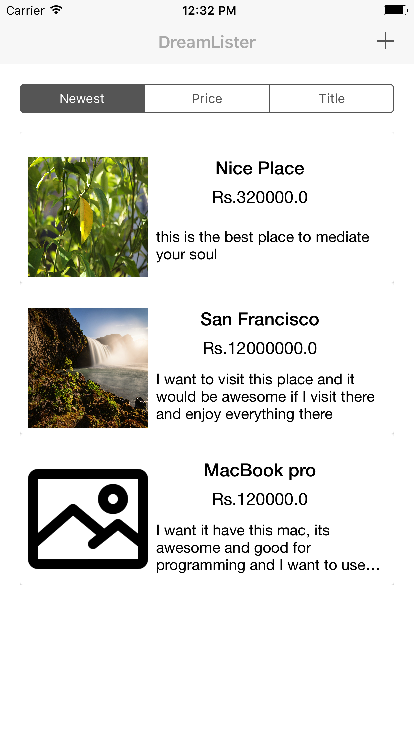 Carrier 12:32 PM
DreamLister
Newest Price Title
Nice Place
Rs.320000.0
this is the best place to mediate
your soul
San Francisco
Rs.12000000.0
I want to visit this place and it
would be awesome if I visit there
and enjoy everything there
MacBook pro
Rs.120000.0
I want it have this mac, its
awesome and good for
programming and I want to use...